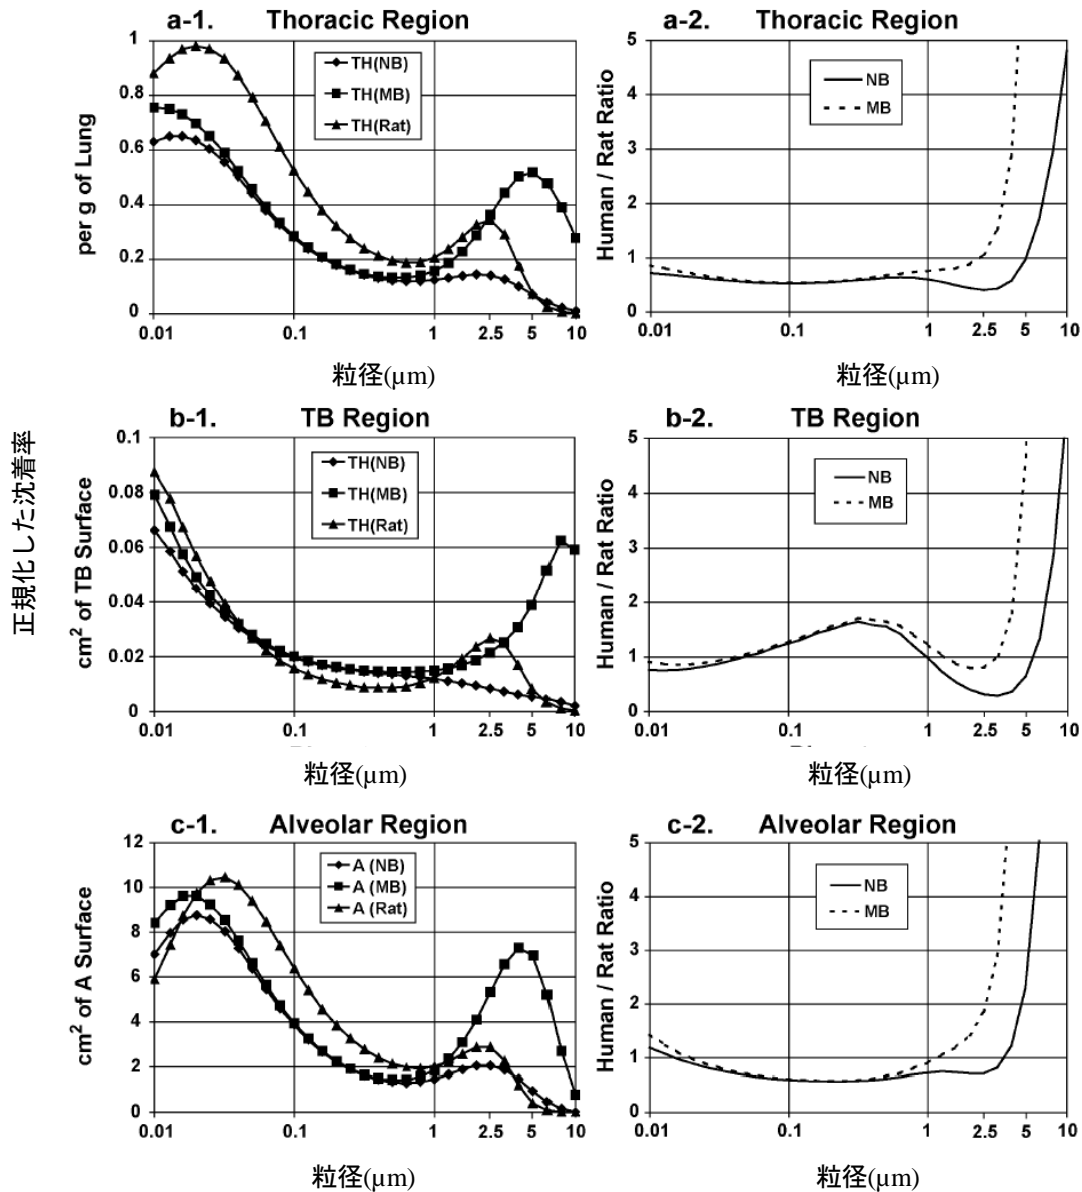 a-1. Thoracic Region
1
0.8
0.6
0.4
0.2
0
per g of Lung
TH(NB)
TH(MB)
TH(Rat)
0.01 0.1 1 2.5 5 10
粒径(µm)
a-2. Thoracic Region
5
4
3
2
1
0
Human / Rat Ratio
NB
MB
0.01 0.1 1 2.5 5 10
粒径(µm)
正規化した沈着率
b-1. TB Region
0.1
0.08
0.06
0.04
0.02
0
cm² of TB Surface
TH(NB)
TH(MB)
TH(Rat)
0.01 0.1 1 2.5 5 10
粒径(µm)
b-2. TB Region
5
4
3
2
1
0
Human / Rat Ratio
NB
MB
0.01 0.1 1 2.5 5 10
粒径(µm)
c-1. Alveolar Region
12
10
8
6
4
2
0
cm² of A Surface
A (NB)
A (MB)
A (Rat)
0.01 0.1 1 2.5 5 10
粒径(µm)
c-2. Alveolar Region
5
4
3
2
1
0
Human / Rat Ratio
NB
MB
0.01 0.1 1 2.5 5 10
粒径(µm)